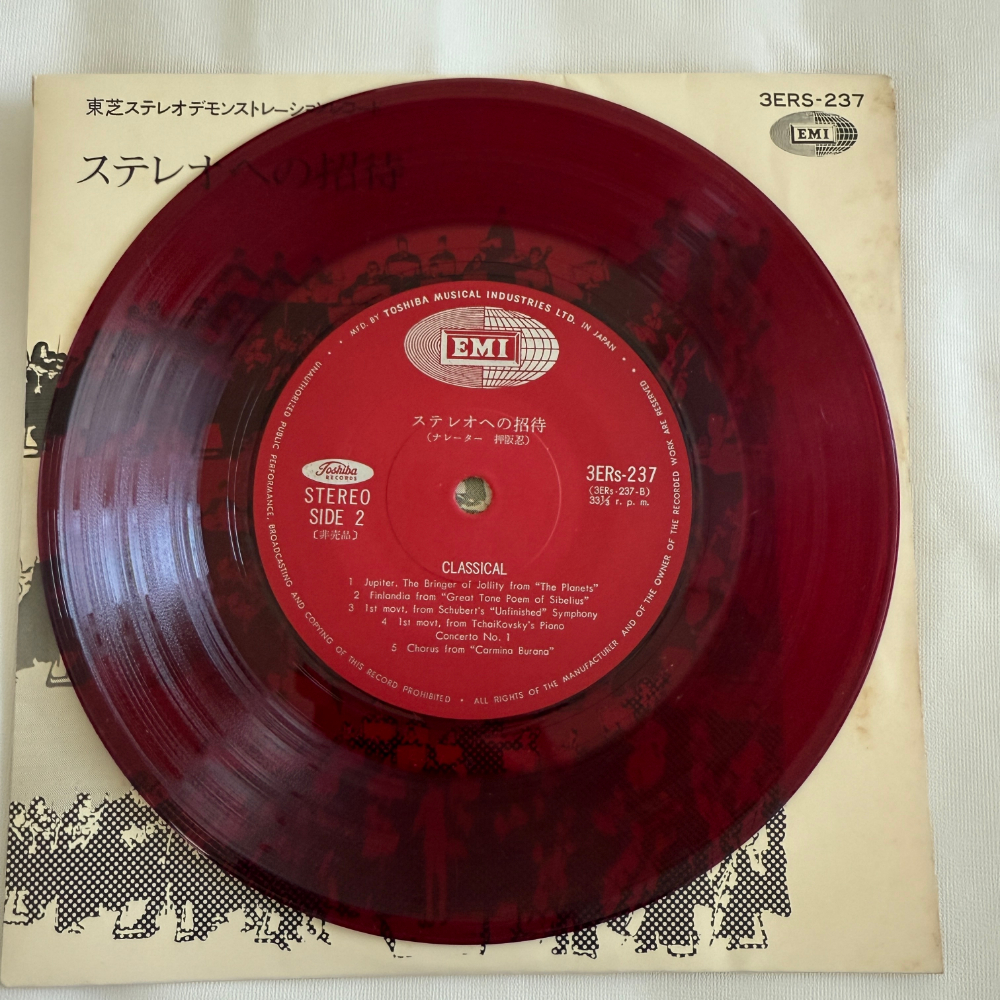 東芝ステレオデモンストレーションレコード
3ERS-237
EMI
ステレオへの招待
MFD. BY TOSHIBA MUSICAL INDUSTRIES LTD. IN JAPAN
EMI
ステレオへの招待
(ナレーター 押阪忍)
Toshiba
RECORDS
STEREO
SIDE 2
〔非売品〕
3ERs-237
(3ERs-237-B)
33⅓ r. p. m.
CLASSICAL
1 Jupiter, The Bringer of Jollity from "The Planets"
2 Finlandia from "Great Tone Poem of Sibelius"
3 1st movt, from Schubert's "Unfinished" Symphony
4 1st movt, from TchaiKovsky's Piano
Concerto No. 1
5 Chorus from "Carmina Burana"
UNAUTHORIZED PUBLIC PERFORMANCE, BROADCASTING AND COPYING OF THIS RECORD PROHIBITED • ALL RIGHTS OF THE MANUFACTURER AND OF THE OWNER OF THE RECORDED WORK ARE RESERVED